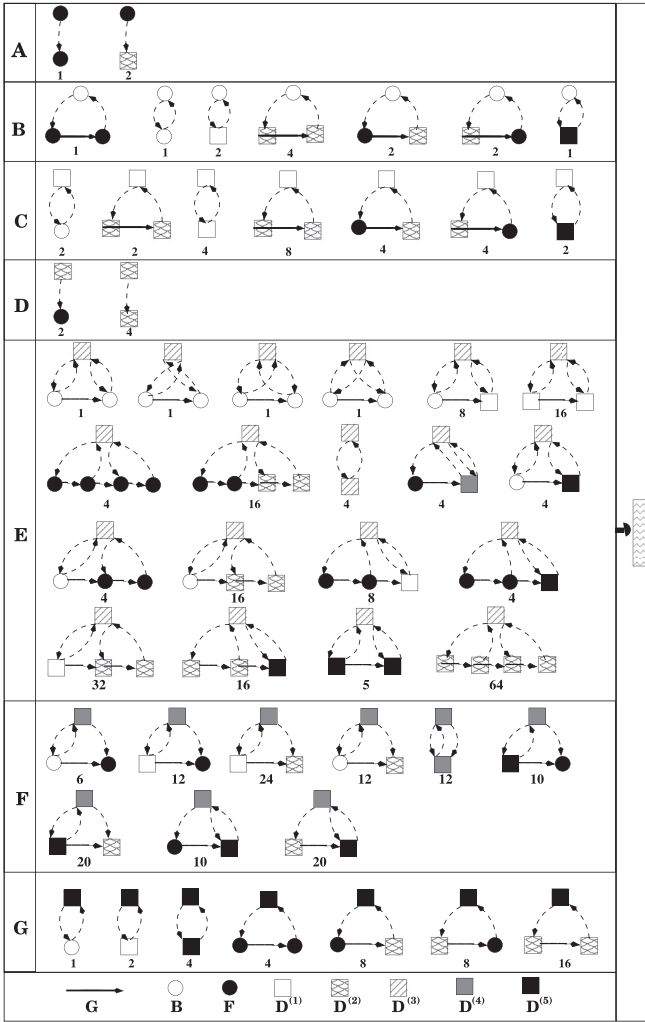 A
1 2
B
1 1 2 4 2 2 1
C
2 2 4 8 4 4 2
D
2 4
E
1 1 1 1 8 16
4 16 4 4 4
4 16 8 4
32 16 5 64
F
6 12 24 12 12 10
20 10 20
G
1 2 4 4 8 8 16
G B F D(1) D(2) D(3) D(4) D(5)